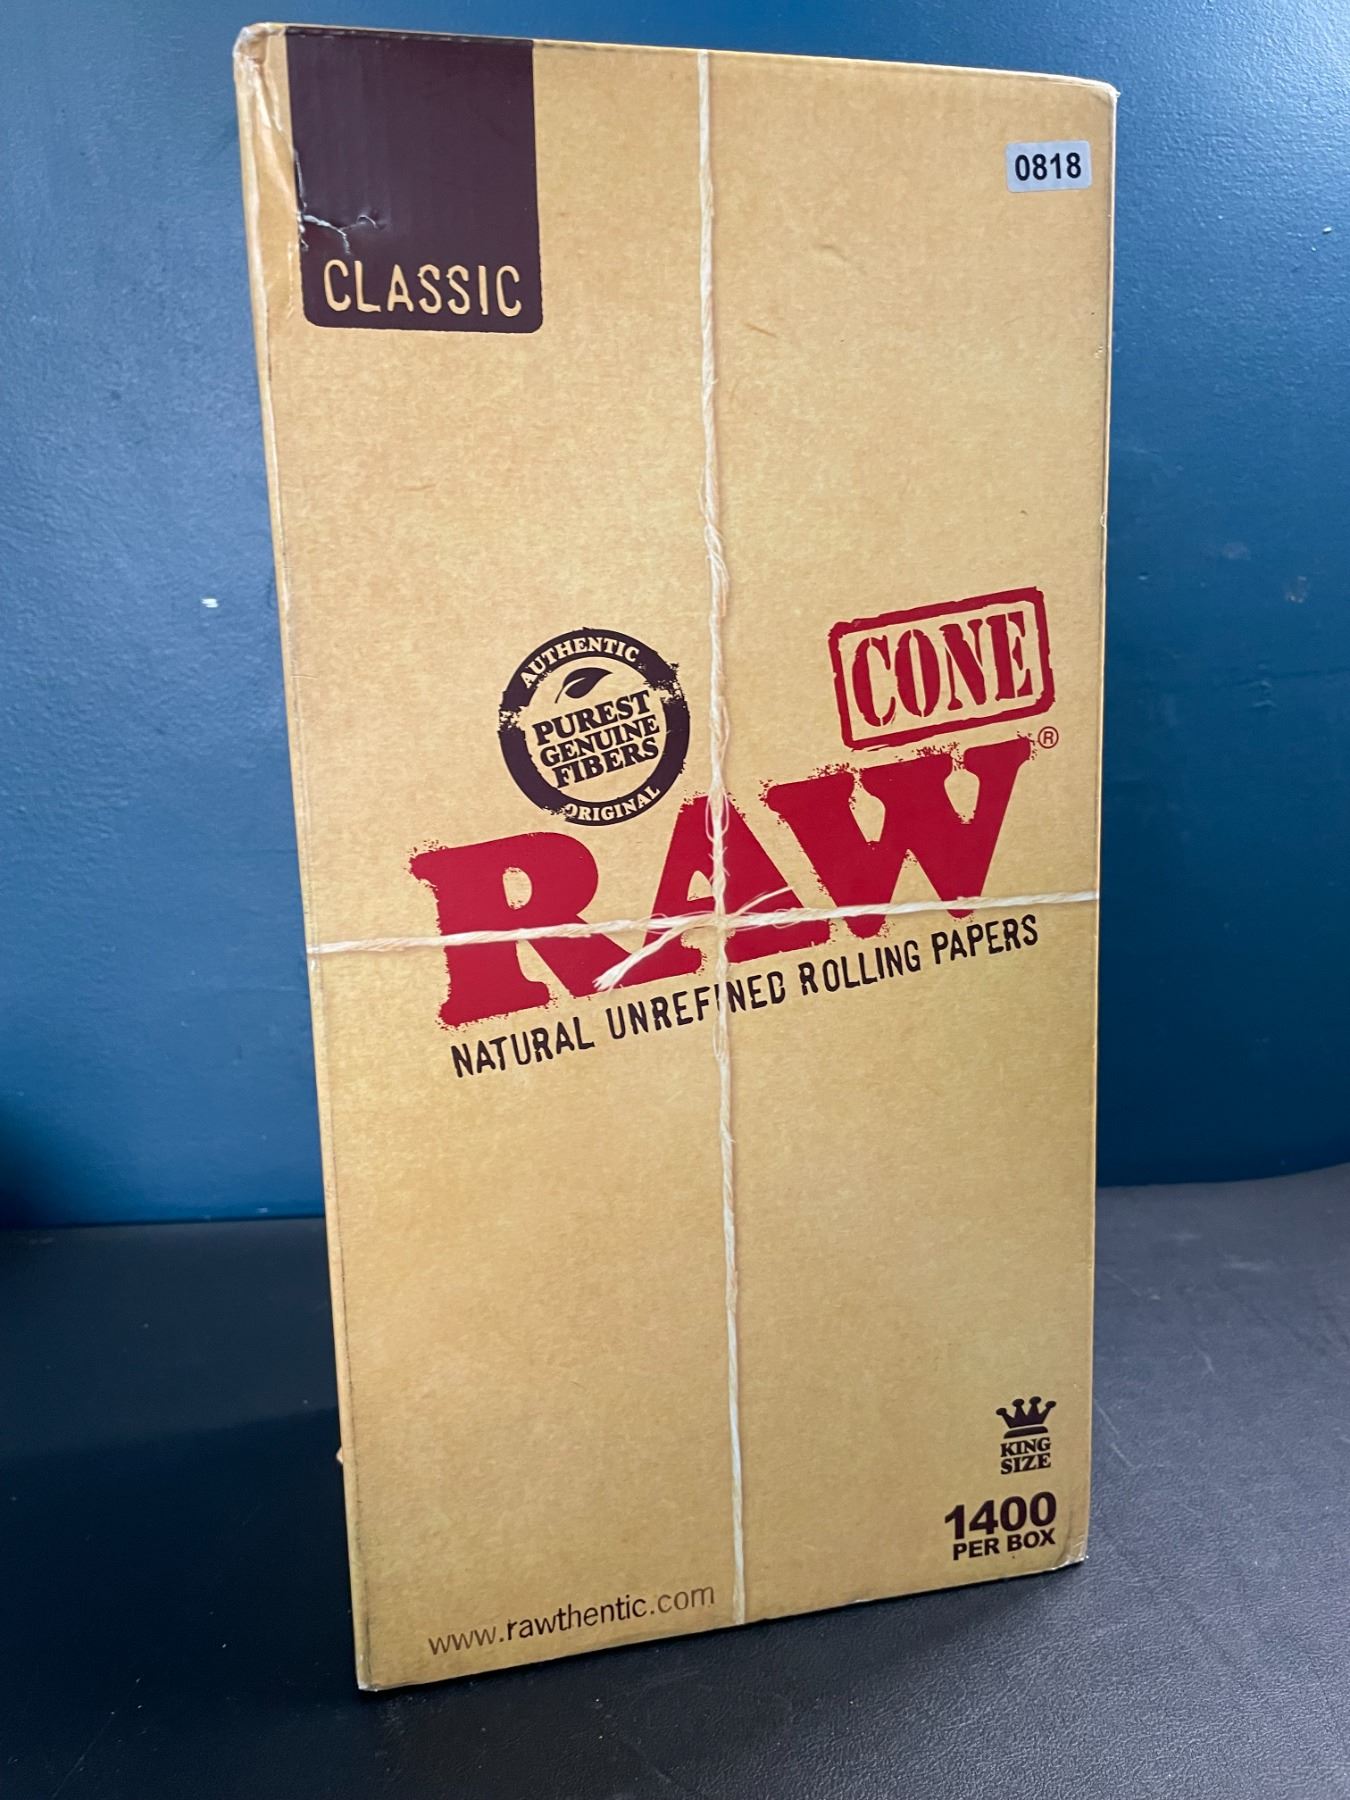 CLASSIC
0818
AUTHENTIC
PUREST
GENUINE
FIBERS
ORIGINAL
CONE
RAW®
NATURAL UNREFINED ROLLING PAPERS
KING
SIZE
1400
PER BOX
www.rawthentic.com